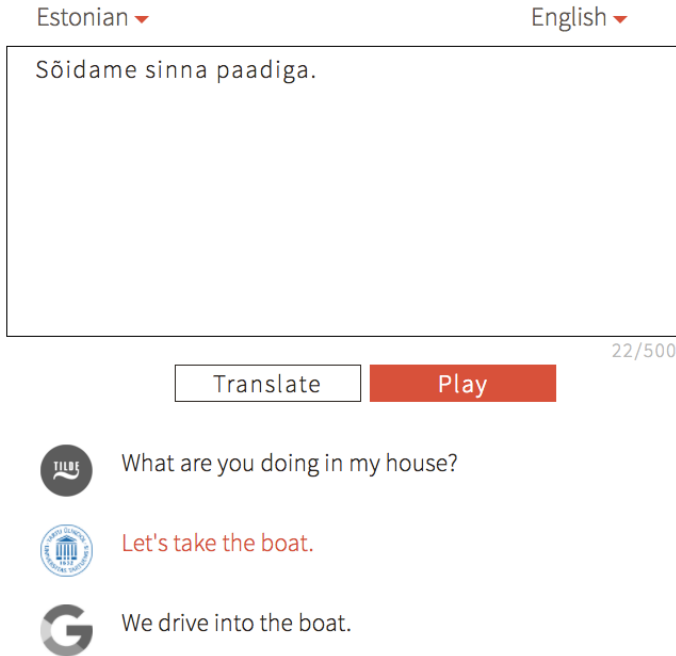 Estonian English
Sõidame sinna paadiga.
22/500
Translate Play
TILDE What are you doing in my house?
Let's take the boat.
G We drive into the boat.